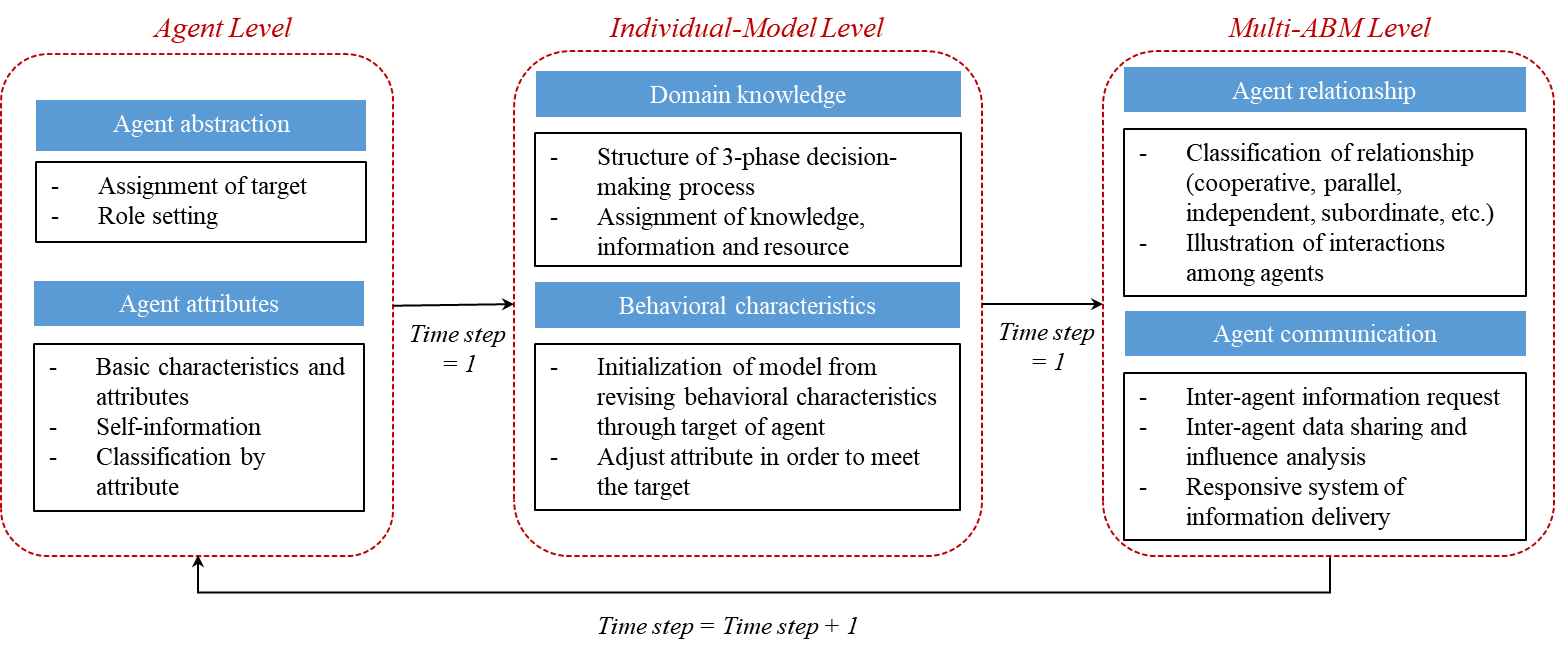 Agent Level
Agent abstraction
- Assignment of target
- Role setting
Agent attributes
- Basic characteristics and
attributes
- Self-information
- Classification by
attribute
Time step
= 1
Individual-Model Level
Domain knowledge
- Structure of 3-phase decision-
making process
- Assignment of knowledge,
information and resource
Behavioral characteristics
- Initialization of model from
revising behavioral characteristics
through target of agent
- Adjust attribute in order to meet
the target
Time step
= 1
Multi-ABM Level
Agent relationship
- Classification of relationship
(cooperative, parallel,
independent, subordinate, etc.)
- Illustration of interactions
among agents
Agent communication
- Inter-agent information request
- Inter-agent data sharing and
influence analysis
- Responsive system of
information delivery
Time step = Time step + 1